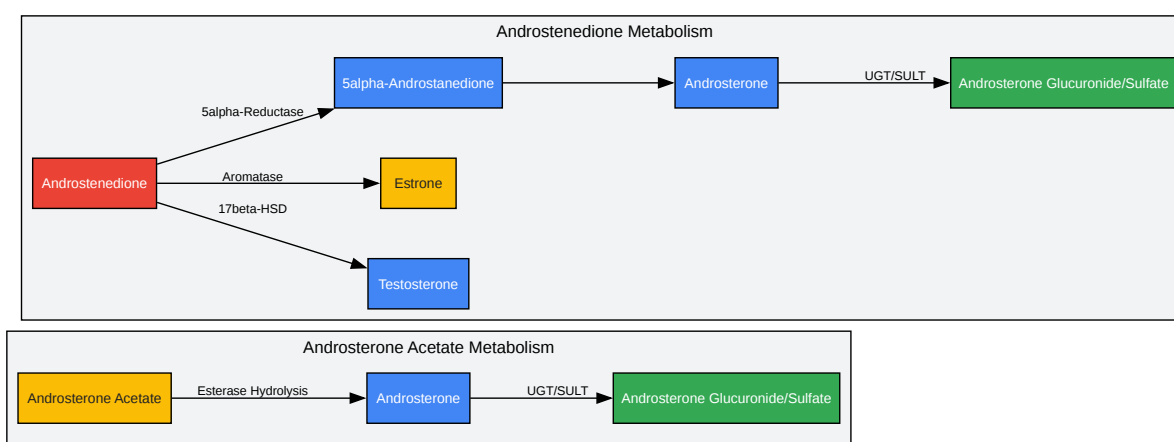 Androstenedione Metabolism
5alpha-Androstanedione
Androsterone
UGT/SULT
Androsterone Glucuronide/Sulfate
5alpha-Reductase
Androstenedione
Aromatase
Estrone
17beta-HSD
Testosterone
Androsterone Acetate Metabolism
Androsterone Acetate
Esterase Hydrolysis
Androsterone
UGT/SULT
Androsterone Glucuronide/Sulfate